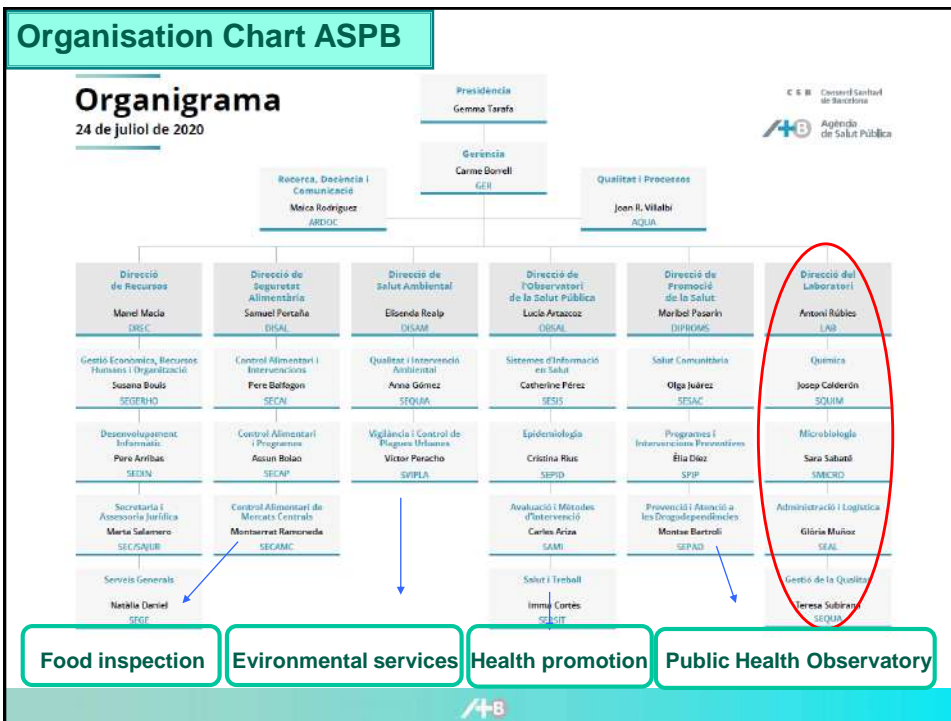 Organisation Chart ASPB
Organigrama
24 de juliol de 2020
Presidència
Gemma Tarafa
C S B Consorci Sanitari
de Barcelona
Agència
de Salut Pública
Gerència
Carme Borrell
GER
Recerca, Docència i
Comunicació
Maica Rodríguez
ARDOC
Qualitat i Processos
Joan R. Villalbí
AQUA
Direcció
de Recursos
Manel Macia
DRSC
Gestió Econòmica, Recursos
Humans i Organització
Susana Bouis
SEGERHO
Desenvolupament
Informàtic
Pere Arribas
SEDIN
Secretaria i
Assessoria Jurídica
Marta Salamero
SEC/SAJUR
Serveis Generals
Natàlia Daniel
SEGE
Direcció de
Seguretat
Alimentària
Samuel Portaña
DISAL
Control Alimentari i
Intervencions
Pere Balfagon
SECAI
Control Alimentari
i Programes
Assun Bolao
SECAP
Control Alimentari de
Mercats Centrals
Montserrat Ramoneda
SECAMC
Direcció de
Salut Ambiental
Elisenda Realp
DISAM
Qualitat i Intervenció
Ambiental
Anna Gómez
SEQUIA
Vigilància i Control de
Plagues Urbanes
Víctor Peracho
SVIPLA
Direcció de
l'Observatori
de la Salut Pública
Lucía Artazcoz
OBSAL
Sistemes d'Informació
en Salut
Catherine Pérez
SESIS
Epidemiologia
Cristina Rius
SEPID
Avaluació i Mètodes
d'Intervenció
Carles Ariza
SAMI
Salut i Treball
Imma Cortès
SERSIT
Direcció de
Promoció
de la Salut
Maribel Pasarín
DIPROMS
Salut Comunitària
Olga Juárez
SESAC
Programes i
Intervencions Preventives
Èlia Díez
SPIP
Prevenció i Atenció a
les Drogodependències
Montse Bartroli
SEPAD
Direcció del
Laboratori
Antoni Rúbies
LAB
Química
Josep Calderón
SQUIM
Microbiologia
Sara Sabaté
SMICRO
Administració i Logística
Glòria Muñoz
SEAL
Gestió de la Qualitat
Teresa Subirana
SEQUA
Food inspection
Evironmental services
Health promotion
Public Health Observatory